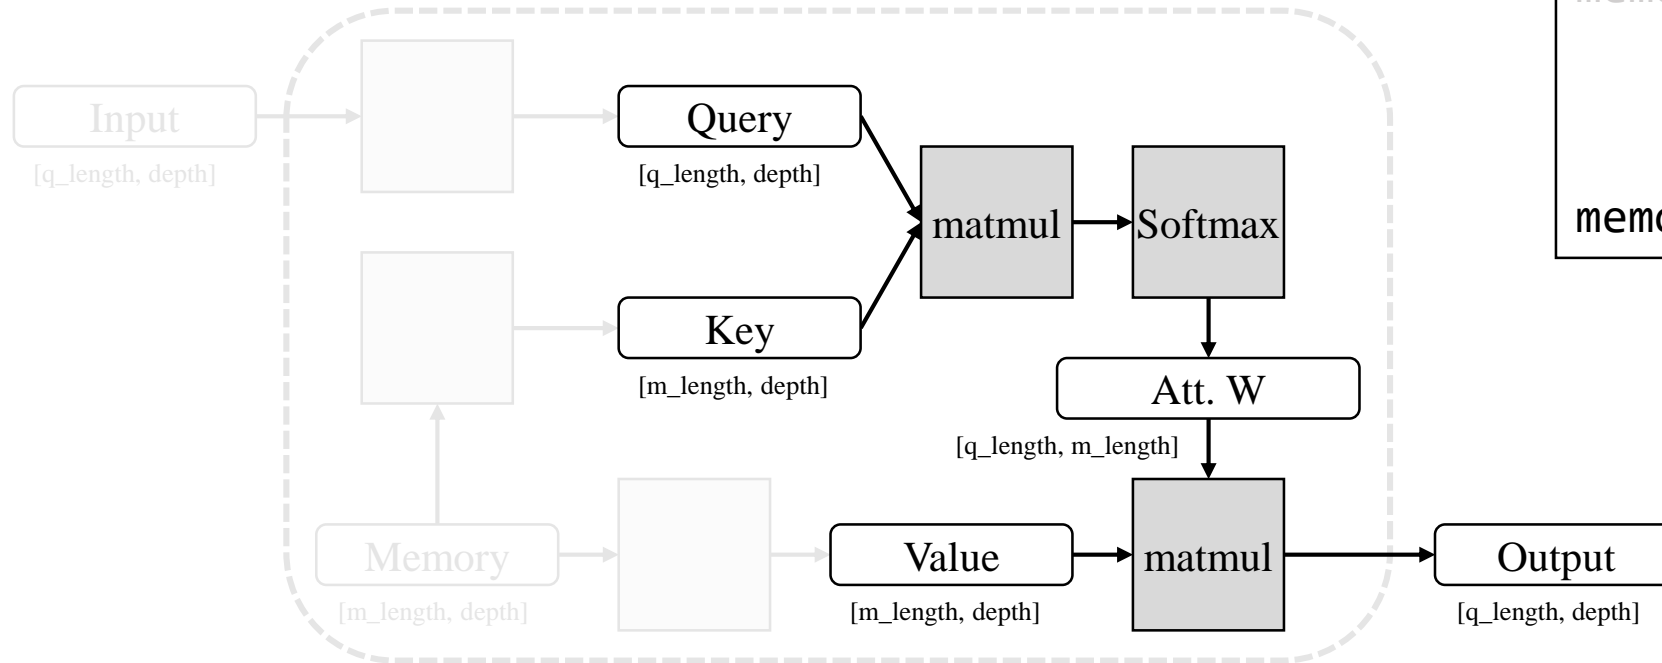 Input
[q_length, depth]
Query
[q_length, depth]
matmul
Softmax
Key
[m_length, depth]
Att. W
[q_length, m_length]
Memory
[m_length, depth]
Value
[m_length, depth]
matmul
Output
[q_length, depth]
memo